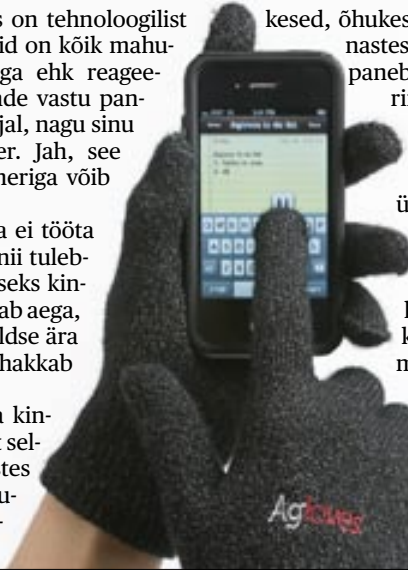 s on tehnoloogilist
id on kõik mahu-
ga ehk reagee-
de vastu pan-
jal, nagu sinu
er. Jah, see
neriga võib
a ei tööta
nii tuleb-
seks kin-
ab aega,
ldse ära
hakkab
kin-
sel-
stes
u-
kesed, õhukes
nastes
paneb
ri
ü
k
m
Agloves